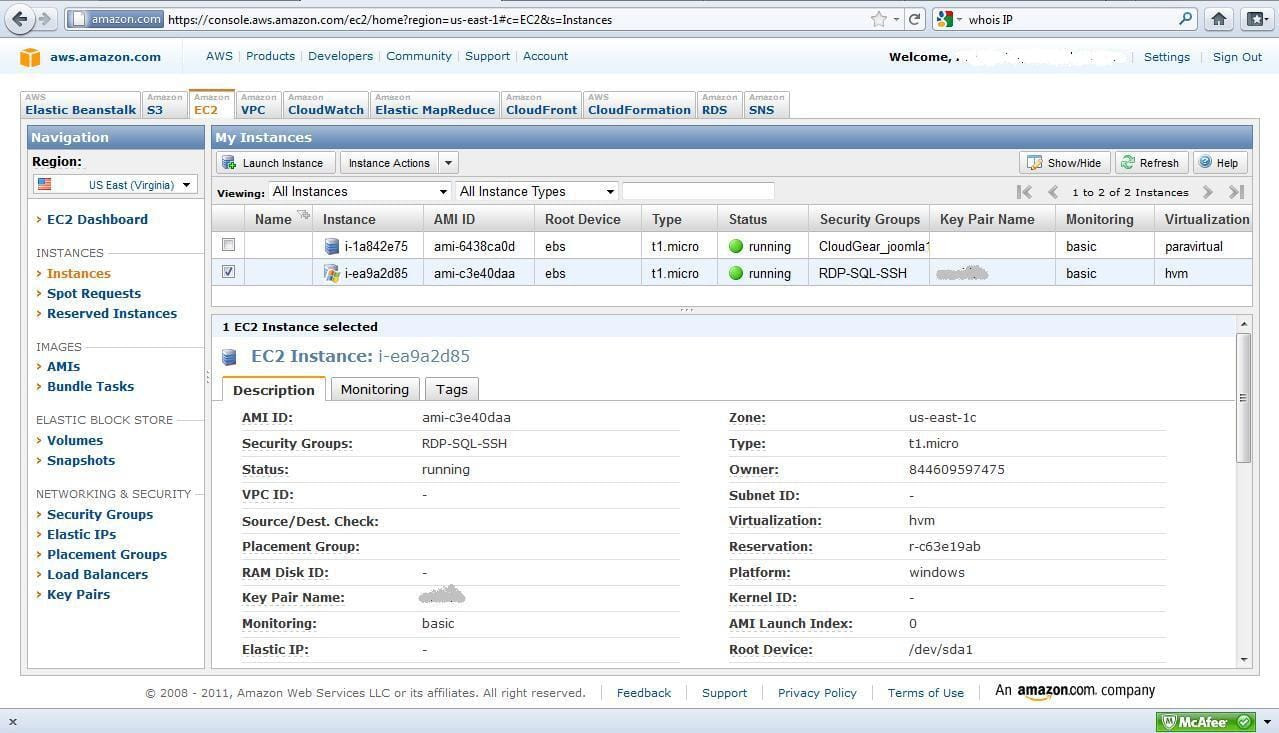 amazon.com https://console.aws.amazon.com/ec2/home?region=us-east-1#c=EC2&s=Instances whois IP
aws.amazon.com AWS Products Developers Community Support Account Welcome, Settings Sign Out
AWS Amazon Amazon Amazon Amazon Amazon Amazon AWS Amazon Amazon
Elastic Beanstalk S3 EC2 VPC CloudWatch Elastic MapReduce CloudFront CloudFormation RDS SNS
Navigation
Region:
US East (Virginia)
EC2 Dashboard
INSTANCES
Instances
Spot Requests
Reserved Instances
IMAGES
AMIs
Bundle Tasks
ELASTIC BLOCK STORE
Volumes
Snapshots
NETWORKING & SECURITY
Security Groups
Elastic IPs
Placement Groups
Load Balancers
Key Pairs
My Instances
Launch Instance Instance Actions Show/Hide Refresh Help
Viewing: All Instances All Instance Types 1 to 2 of 2 Instances
Name Instance AMI ID Root Device Type Status Security Groups Key Pair Name Monitoring Virtualization
i-1a842e75 ami-6438ca0d ebs t1.micro running CloudGear_joomla1 basic paravirtual
i-ea9a2d85 ami-c3e40daa ebs t1.micro running RDP-SQL-SSH basic hvm
1 EC2 Instance selected
EC2 Instance: i-ea9a2d85
Description Monitoring Tags
AMI ID: ami-c3e40daa Zone: us-east-1c
Security Groups: RDP-SQL-SSH Type: t1.micro
Status: running Owner: 844609597475
VPC ID: - Subnet ID: -
Source/Dest. Check: Virtualization: hvm
Placement Group: Reservation: r-c63e19ab
RAM Disk ID: - Platform: windows
Key Pair Name: Kernel ID: -
Monitoring: basic AMI Launch Index: 0
Elastic IP: - Root Device: /dev/sda1
© 2008 - 2011, Amazon Web Services LLC or its affiliates. All right reserved. Feedback Support Privacy Policy Terms of Use An amazon.com company
x McAfee